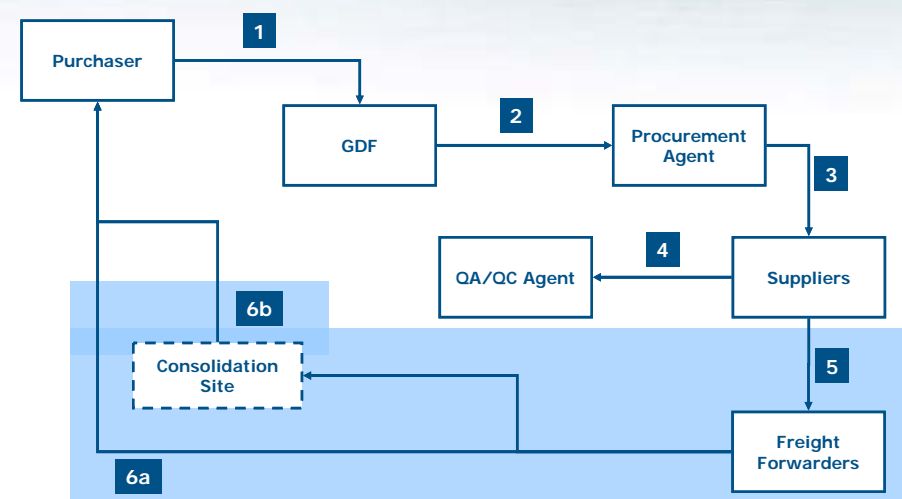 1
Purchaser
2
GDF
Procurement
Agent
3
4
QA/QC Agent
Suppliers
6b
Consolidation
Site
5
Freight
Forwarders
6a